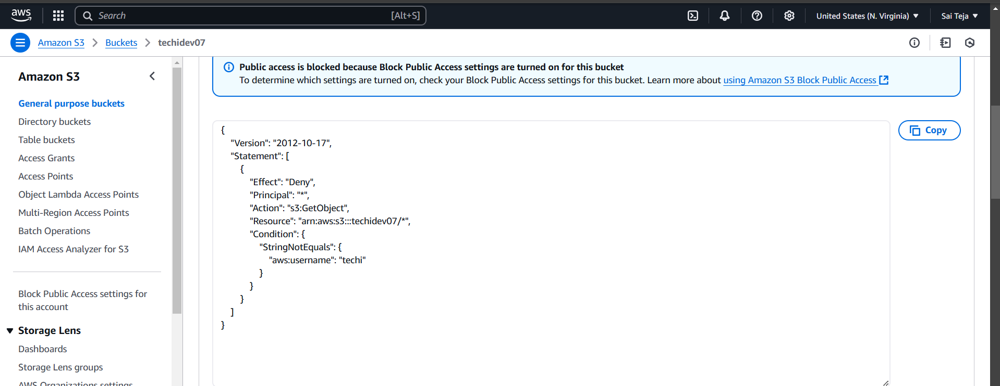 aws
Search [Alt+S]
United States (N. Virginia)
Sai Teja
Amazon S3 > Buckets > techidev07
Amazon S3
General purpose buckets
Directory buckets
Table buckets
Access Grants
Access Points
Object Lambda Access Points
Multi-Region Access Points
Batch Operations
IAM Access Analyzer for S3
Block Public Access settings for
this account
Storage Lens
Dashboards
Storage Lens groups
AWS Organizations settings
Public access is blocked because Block Public Access settings are turned on for this bucket
To determine which settings are turned on, check your Block Public Access settings for this bucket. Learn more about using Amazon S3 Block Public Access
Copy
{
"Version": "2012-10-17",
"Statement": [
{
"Effect": "Deny",
"Principal": "*",
"Action": "s3:GetObject",
"Resource": "arn:aws:s3:::techidev07/*",
"Condition": {
"StringNotEquals": {
"aws:username": "techi"
}
}
}
]
}